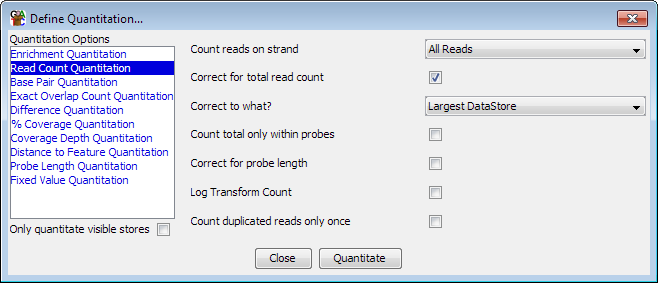 Define Quantitation...
Quantitation Options
Enrichment Quantitation
Read Count Quantitation
Base Pair Quantitation
Exact Overlap Count Quantitation
Difference Quantitation
% Coverage Quantitation
Coverage Depth Quantitation
Distance to Feature Quantitation
Probe Length Quantitation
Fixed Value Quantitation
Only quantitate visible stores
Count reads on strand All Reads
Correct for total read count
Correct to what? Largest DataStore
Count total only within probes
Correct for probe length
Log Transform Count
Count duplicated reads only once
Close Quantitate